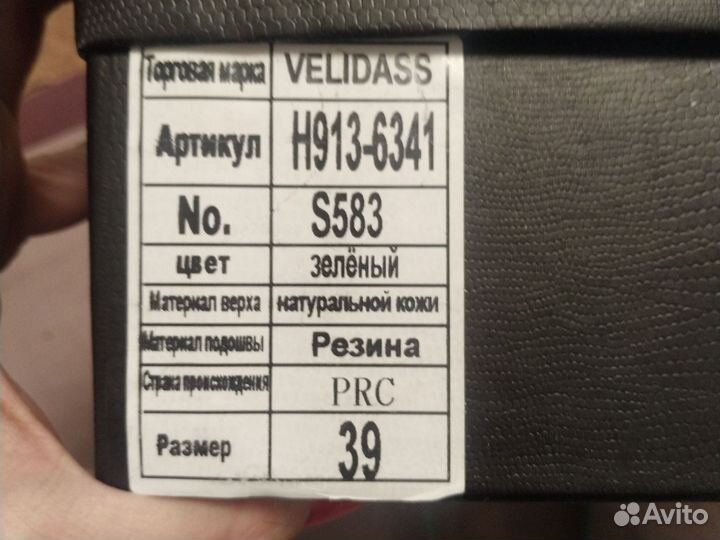 Торговая марка VELIDASS
Артикул H913-6341
No. S583
цвет зелёный
Материал верха натуральной кожи
Материал подошвы Резина
Страна происхождения PRC
Размер 39
Avito